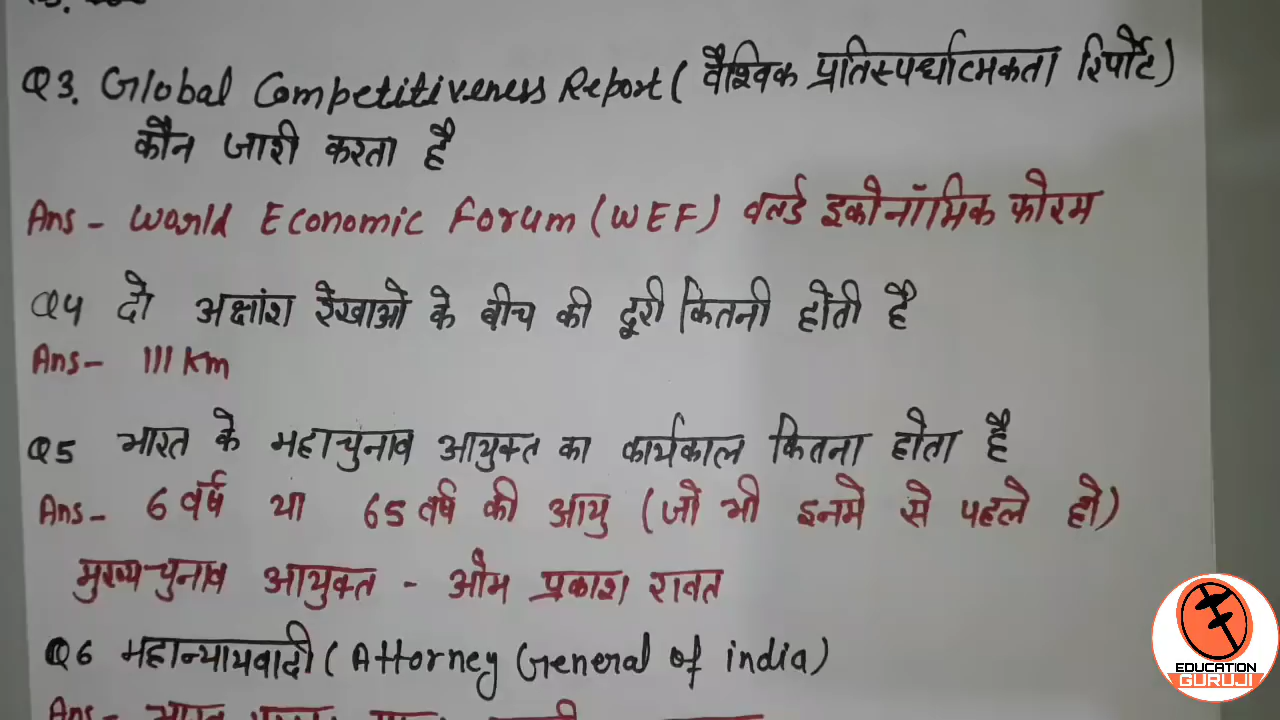 Q3. Global Competitiveness Report ( वैश्विक प्रतिस्पर्धात्मकता रिपोर्ट )
कौन जारी करता है
Ans - World Economic Forum ( WEF ) वर्ल्ड इकोनॉमिक फोरम
Q4 दो अक्षांश रेखाओ के बीच की दूरी कितनी होती है
Ans - 111 Km
Q5 भारत के महाचुनाव आयुक्त का कार्यकाल कितना होता है
Ans - 6 वर्ष या 65 वर्ष की आयु ( जो भी इनमे से पहले हो )
मुख्य चुनाव आयुक्त - ओम प्रकाश रावत
Q6 महान्यायवादी ( Attorney General of india )
Ans - भारत
EDUCATION
GURUJI